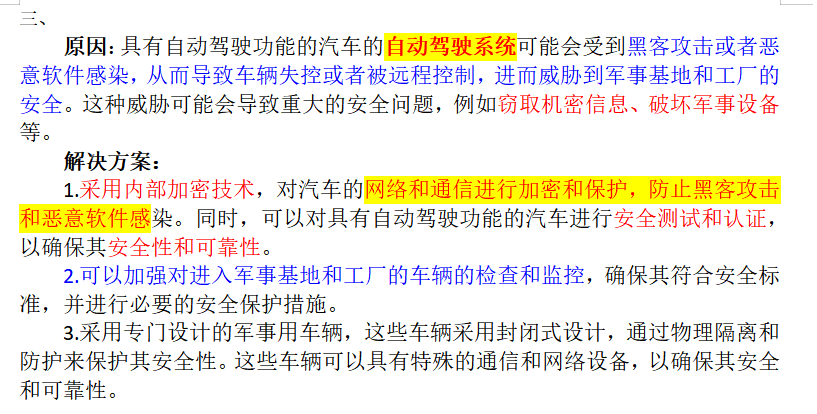 三、
原因：具有自动驾驶功能的汽车的自动驾驶系统可能会受到黑客攻击或者恶
意软件感染，从而导致车辆失控或者被远程控制，进而威胁到军事基地和工厂的
安全。这种威胁可能会导致重大的安全问题，例如窃取机密信息、破坏军事设备
等。
解决方案：
1.采用内部加密技术，对汽车的网络和通信进行加密和保护，防止黑客攻击
和恶意软件感染。同时，可以对具有自动驾驶功能的汽车进行安全测试和认证，
以确保其安全性和可靠性。
2.可以加强对进入军事基地和工厂的车辆的检查和监控，确保其符合安全标
准，并进行必要的安全保护措施。
3.采用专门设计的军事用车辆，这些车辆采用封闭式设计，通过物理隔离和
防护来保护其安全性。这些车辆可以具有特殊的通信和网络设备，以确保其安全
和可靠性。